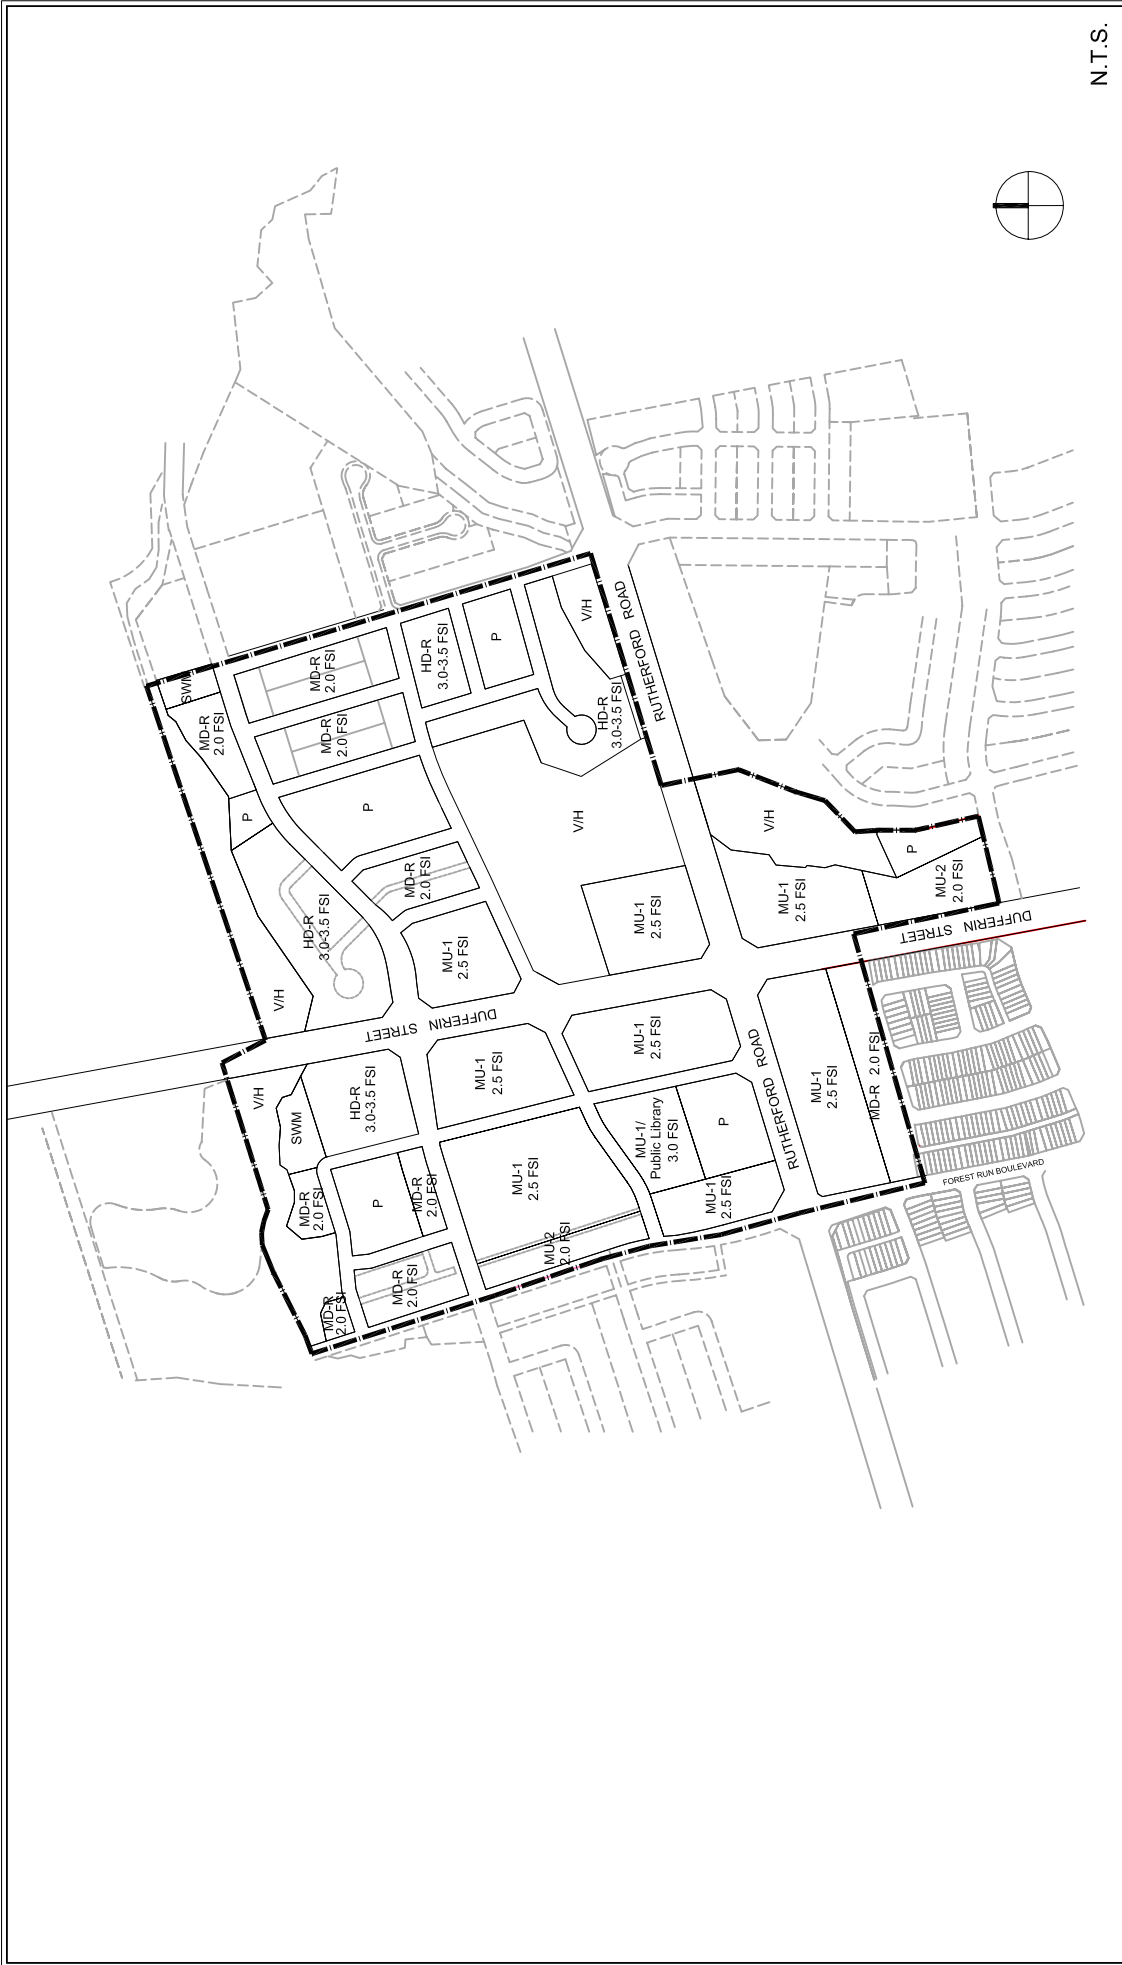 N.T.S.
SWM
MD-R
2.0 FSI
P
MD-R
2.0 FSI
MD-R
2.0 FSI
HD-R
3.0-3.5 FSI
P
V/H
HD-R
3.0-3.5 FSI
RUTHERFORD ROAD
P
MD-R
2.0 FSI
HD-R
3.0-3.5 FSI
V/H
MU-1
2.5 FSI
V/H
MU-1
2.5 FSI
V/H
P
MU-1
2.5 FSI
MU-2
2.0 FSI
DUFFERIN STREET
DUFFERIN STREET
V/H
SWM
HD-R
3.0-3.5 FSI
MU-1
2.5 FSI
MU-1
2.5 FSI
RUTHERFORD ROAD
MU-1
2.5 FSI
MD-R 2.0 FSI
MD-R
2.0 FSI
P
MD-R
2.0FSI
MU-1
2.5 FSI
MU-1/
Public Library
3.0 FSI
P
MU-1
2.5 FSI
MD-R
2.0 FSI
MD-R
2.0 FSI
MU-2
2.0 FSI
FOREST RUN BOULEVARD